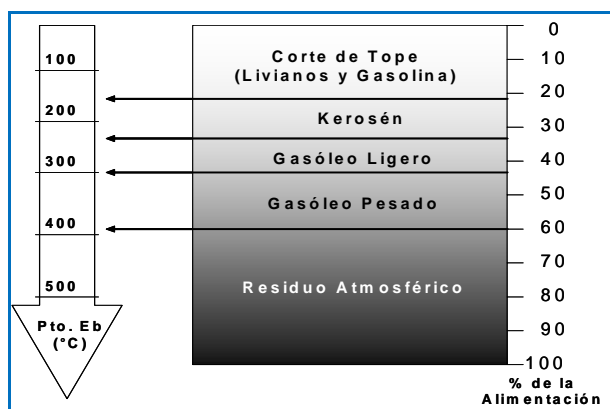 100
200
300
400
500
Pto. Eb
(°C)
Corte de Tope
(Livianos y Gasolina)
Kerosén
Gasóleo Ligero
Gasóleo Pesado
Residuo Atmosférico
0
10
20
30
40
50
60
70
80
90
100
% de la
Alimentación